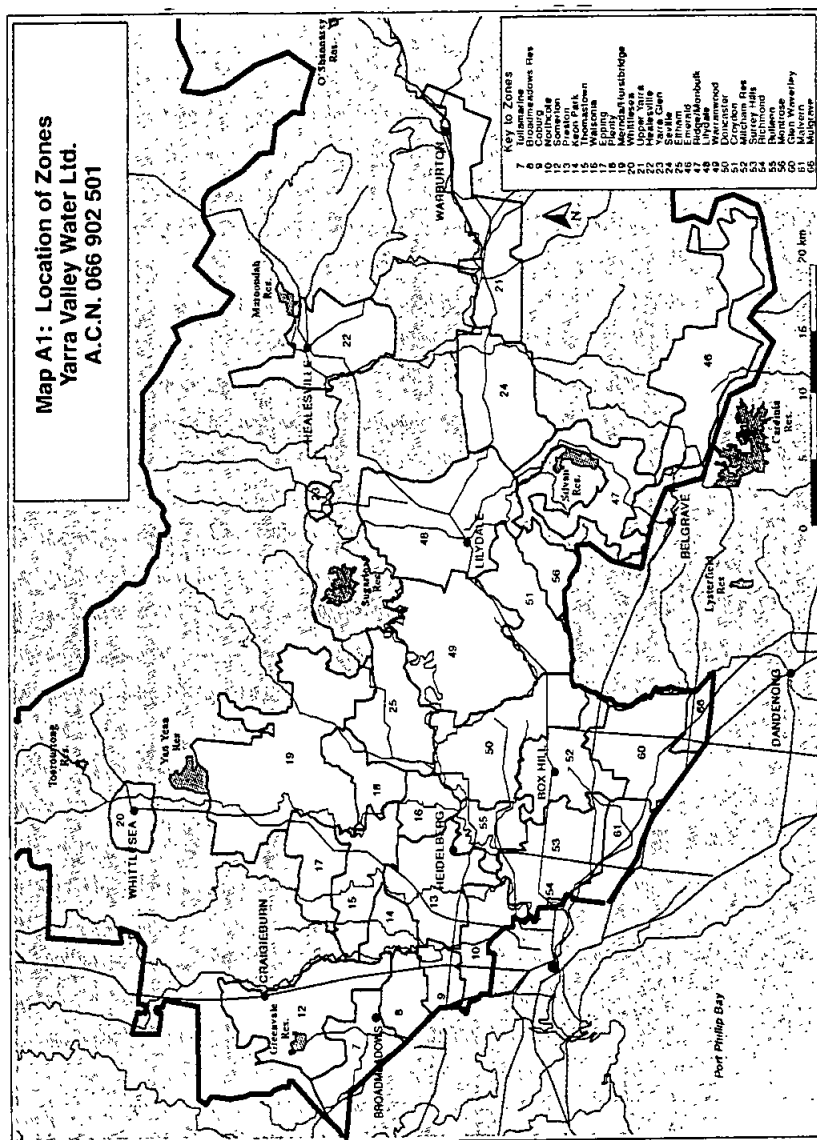 Map A1: Location of Zones
Yarra Valley Water Ltd.
A.C.N. 066 902 501
O'Shannassy
Res.
Toorourrong
Res.
WHITTLESEA
20
Yan Yean
Res
Maroondah
Res.
WARBURTON
HEALESVILLE
22
21
N
CRAIGIEBURN
Greenvale
Res.
12
7
BROADMEADOWS
8
9
17
15
14
13
10
19
18
16
HEIDELBERG
25
Sugarloaf
Res.
48
LILYDALE
24
49
50
55
51
56
Silvan
Res.
47
46
BOX HILL
52
53
54
61
60
66
BELGRAVE
Cardinia
Res.
Lysterfield
Res
DANDENONG
Port Phillip Bay
0 5 10 15 20 km
Key to Zones
7 Tullamarine
8 Broadmeadows Res
9 Coburg
10 Northcote
12 Somerton
13 Preston
14 Keon Park
15 Thomastown
16 Watsonia
17 Epping
18 Plenty
19 Mernda/Hurstbridge
20 Whittlesea
21 Upper Yarra
22 Healesville
23 Yarra Glen
24 Seville
25 Eltham
46 Emerald
47 Ridge/Monbulk
48 Lilydale
49 Warranwood
50 Doncaster
51 Croydon
52 Mitcham Res
53 Surrey Hills
54 Richmond
56 Montrose
60 Glen Waverley
61 Malvern
66 Mulgrave